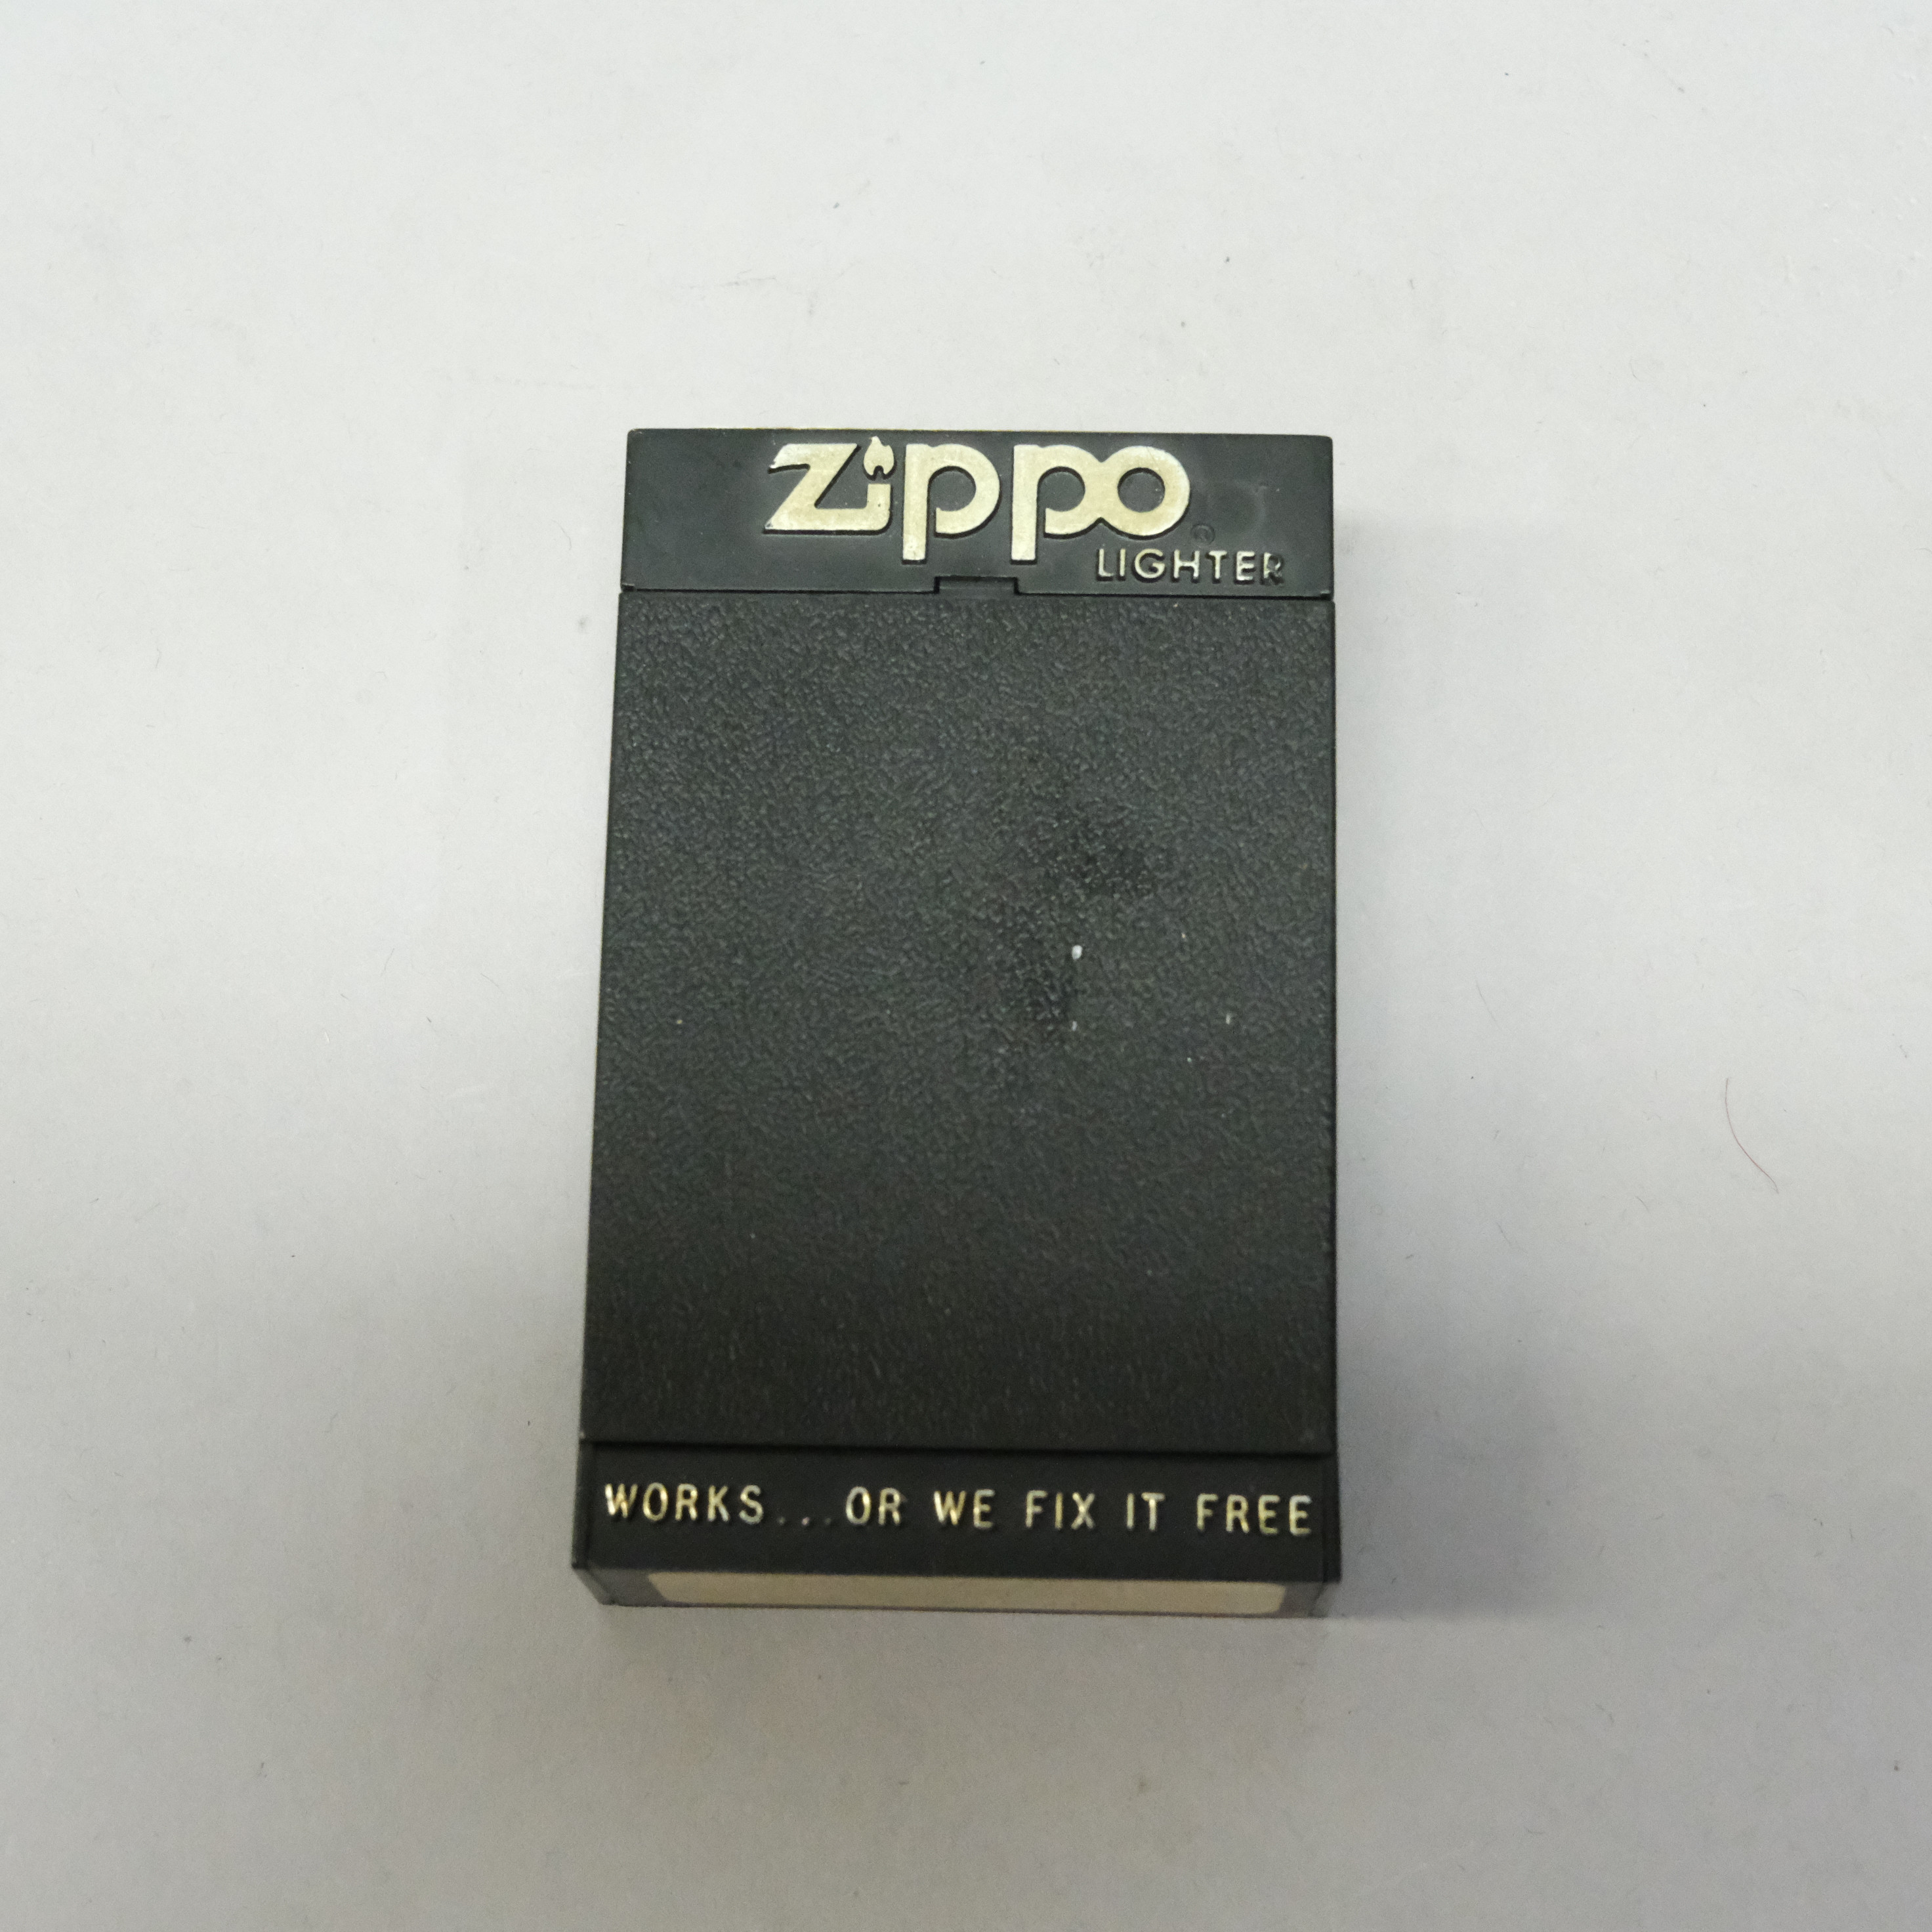 Zippo®
LIGHTER
WORKS...OR WE FIX IT FREE